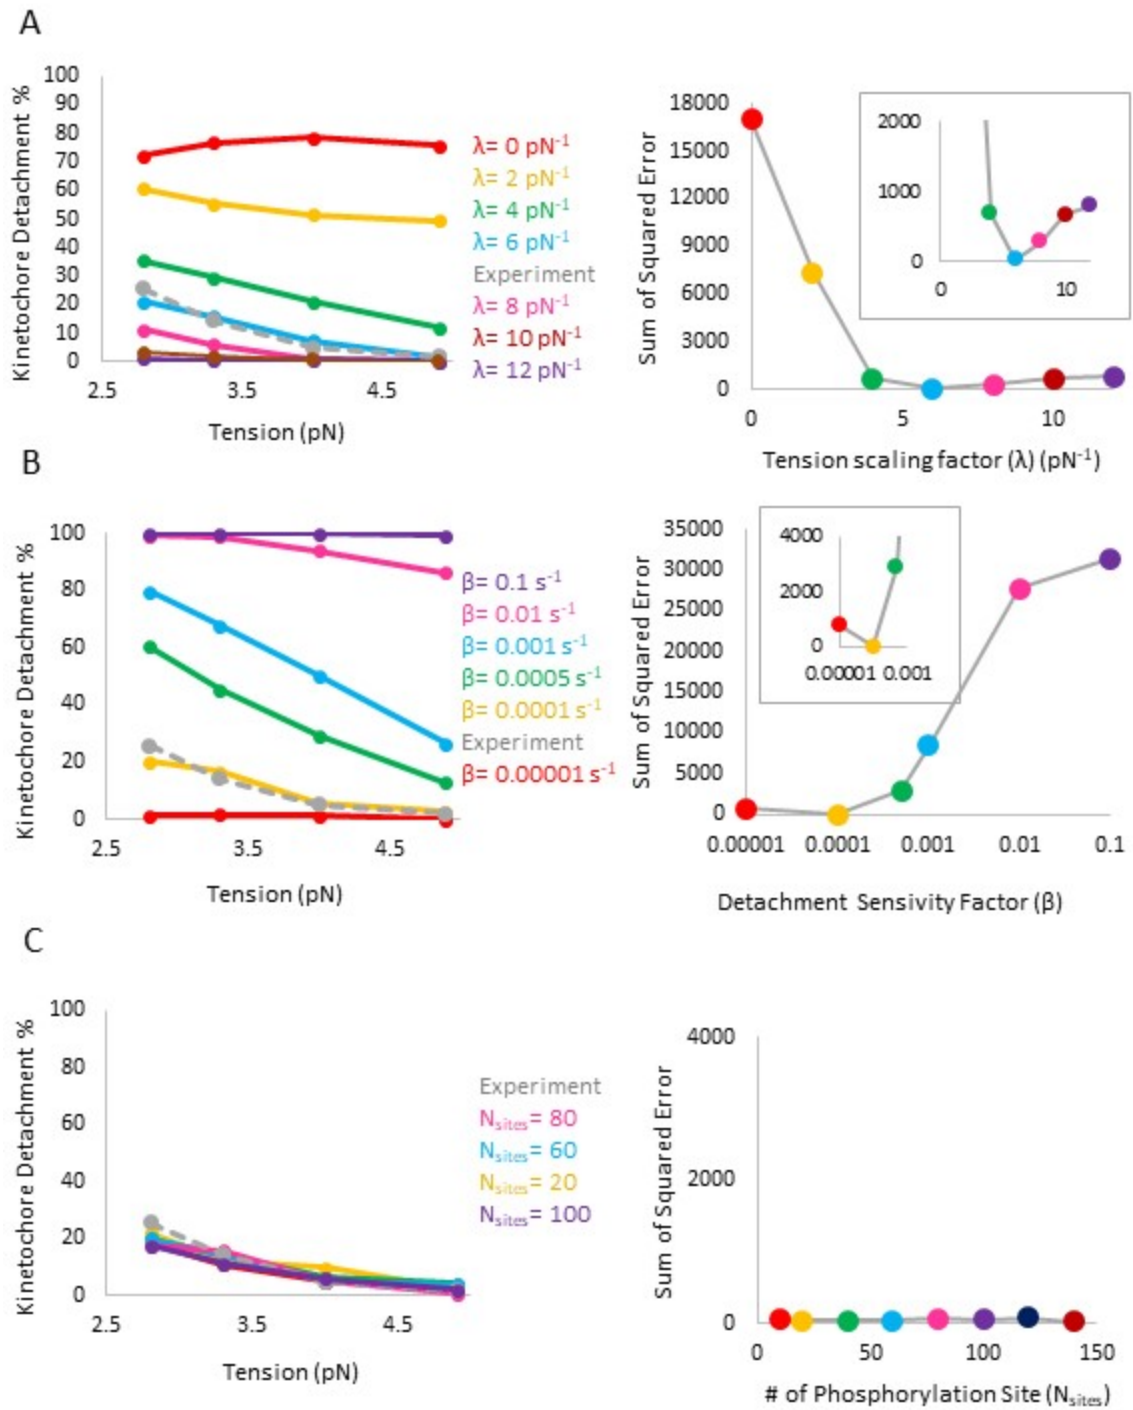 A
Kinetochore Detachment %
100
90
80
70
60
50
40
30
20
10
0
2.5
3.5
4.5
Tension (pN)
λ= 0 pN⁻¹
λ= 2 pN⁻¹
λ= 4 pN⁻¹
λ= 6 pN⁻¹
Experiment
λ= 8 pN⁻¹
λ= 10 pN⁻¹
λ= 12 pN⁻¹
Sum of Squared Error
18000
15000
12000
9000
6000
3000
0
0
5
10
Tension scaling factor (λ) (pN⁻¹)
2000
1000
0
0
10
B
Kinetochore Detachment %
100
80
60
40
20
0
2.5
3.5
4.5
Tension (pN)
β= 0.1 s⁻¹
β= 0.01 s⁻¹
β= 0.001 s⁻¹
β= 0.0005 s⁻¹
β= 0.0001 s⁻¹
Experiment
β= 0.00001 s⁻¹
Sum of Squared Error
35000
30000
25000
20000
15000
10000
5000
0
0.00001
0.0001
0.001
0.01
0.1
Detachment Sensivity Factor (β)
4000
2000
0
0.00001
0.001
C
Kinetochore Detachment %
100
80
60
40
20
0
2.5
3.5
4.5
Tension (pN)
Experiment
Nsites= 80
Nsites= 60
Nsites= 20
Nsites= 100
Sum of Squared Error
4000
2000
0
0
50
100
150
# of Phosphorylation Site (Nsites)